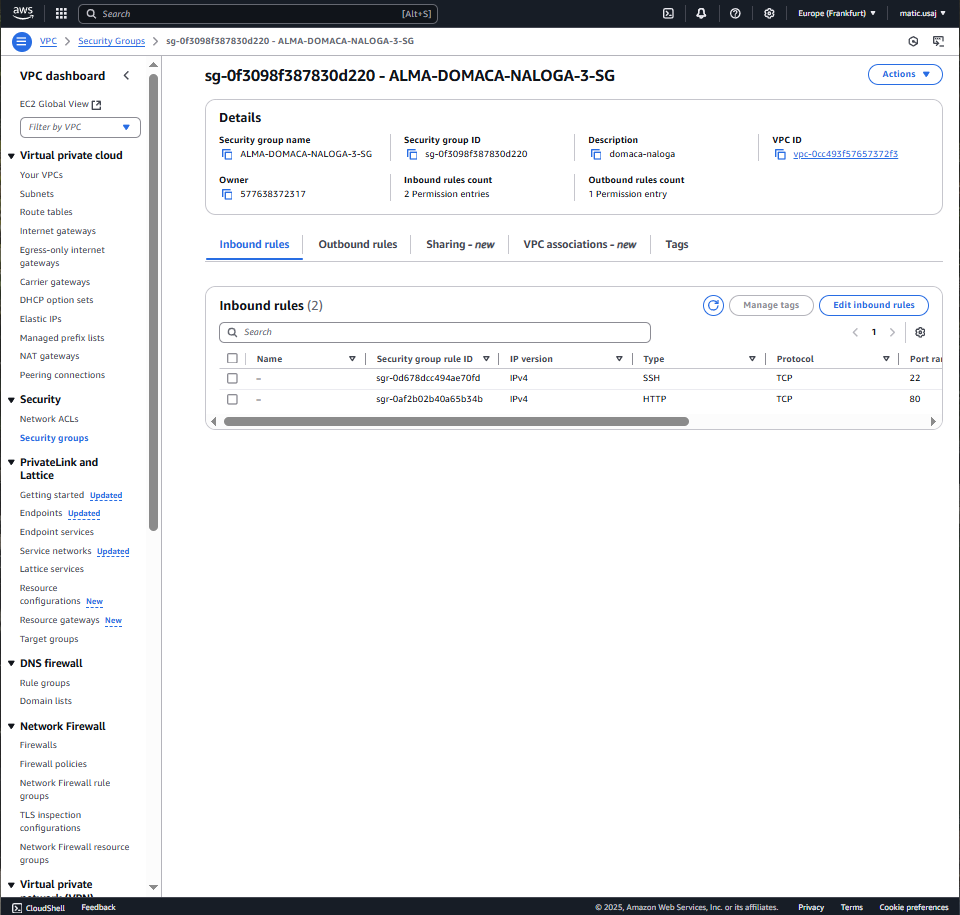 aws
Search [Alt+S]
Europe (Frankfurt) ▼
matic.usaj ▼
VPC > Security Groups > sg-0f3098f387830d220 - ALMA-DOMACA-NALOGA-3-SG
VPC dashboard
EC2 Global View
Filter by VPC
Virtual private cloud
Your VPCs
Subnets
Route tables
Internet gateways
Egress-only internet
gateways
Carrier gateways
DHCP option sets
Elastic IPs
Managed prefix lists
NAT gateways
Peering connections
Security
Network ACLs
Security groups
PrivateLink and
Lattice
Getting started Updated
Endpoints Updated
Endpoint services
Service networks Updated
Lattice services
Resource
configurations New
Resource gateways New
Target groups
DNS firewall
Rule groups
Domain lists
Network Firewall
Firewalls
Firewall policies
Network Firewall rule
groups
TLS inspection
configurations
Network Firewall resource
groups
Virtual private
network (VPN)
sg-0f3098f387830d220 - ALMA-DOMACA-NALOGA-3-SG
Actions ▼
Details
Security group name
ALMA-DOMACA-NALOGA-3-SG
Security group ID
sg-0f3098f387830d220
Description
domaca-naloga
VPC ID
vpc-0cc493f57657372f3
Owner
577638372317
Inbound rules count
2 Permission entries
Outbound rules count
1 Permission entry
Inbound rules
Outbound rules
Sharing - new
VPC associations - new
Tags
Inbound rules (2)
Manage tags
Edit inbound rules
Search
< 1 >
Name Security group rule ID IP version Type Protocol Port ran
– sgr-0d678dcc494ae70fd IPv4 SSH TCP 22
– sgr-0af2b02b40a65b34b IPv4 HTTP TCP 80
CloudShell
Feedback
© 2025, Amazon Web Services, Inc. or its affiliates.
Privacy
Terms
Cookie preferences